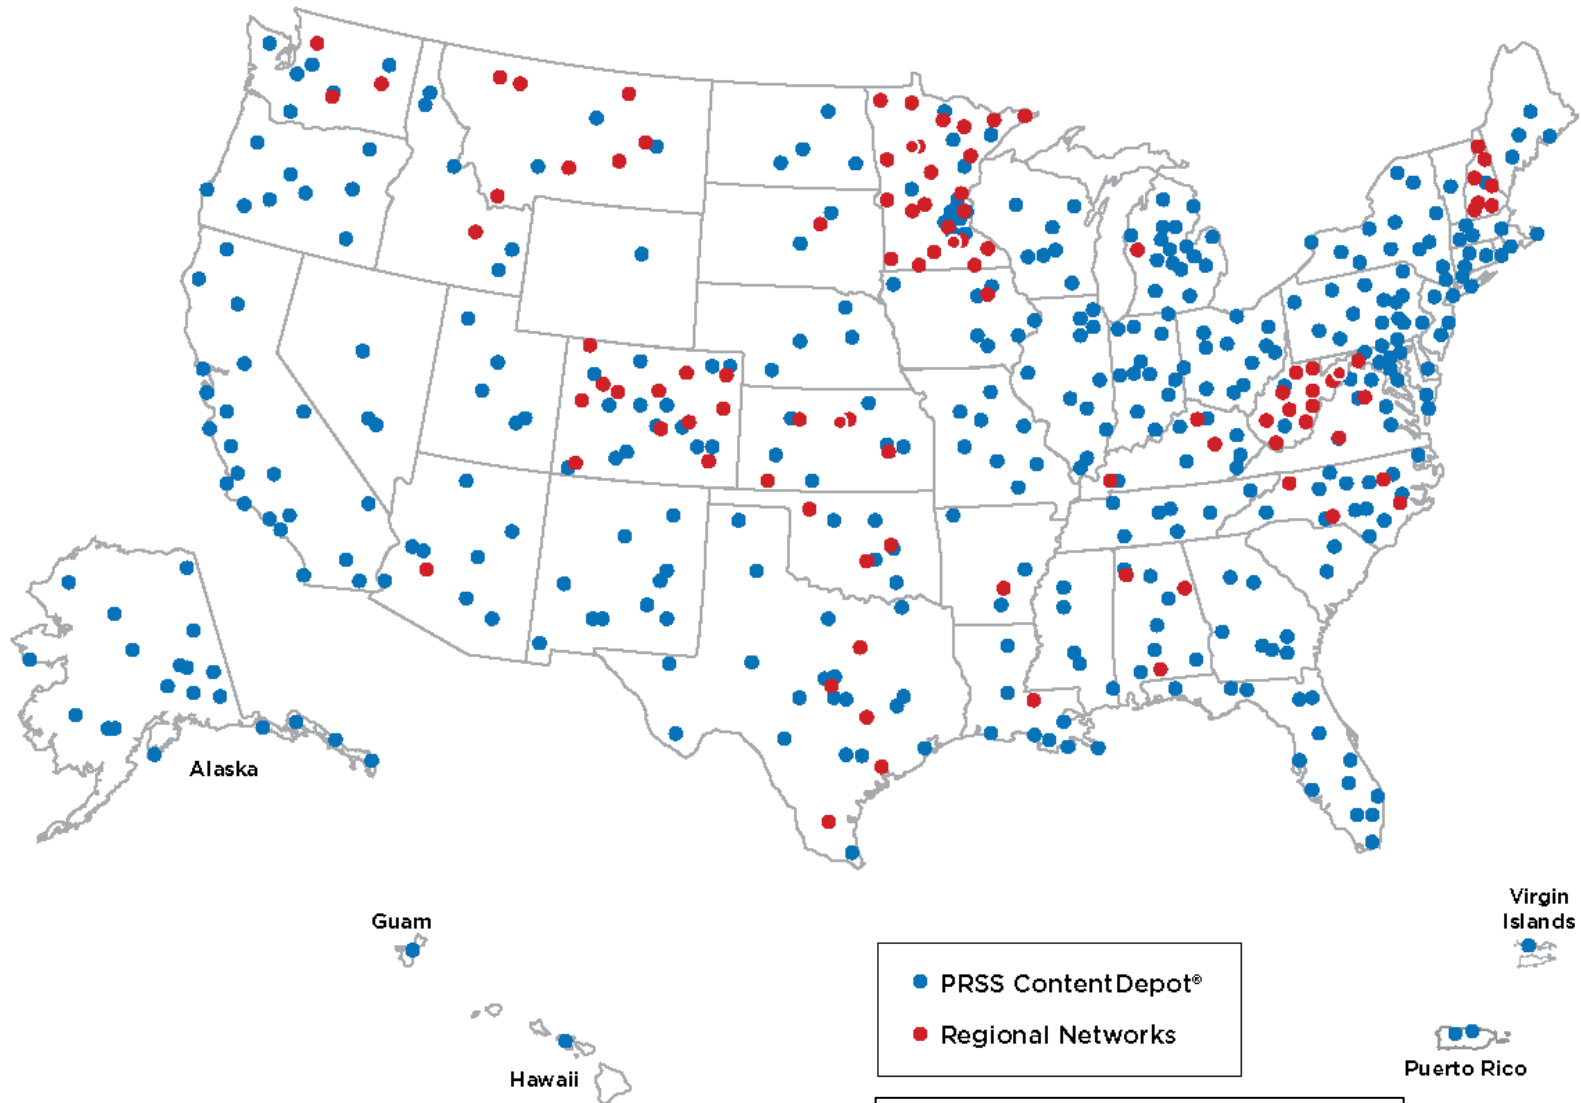 Alaska
Guam
Hawaii
PRSS ContentDepot®
Regional Networks
Virgin
Islands
Puerto Rico